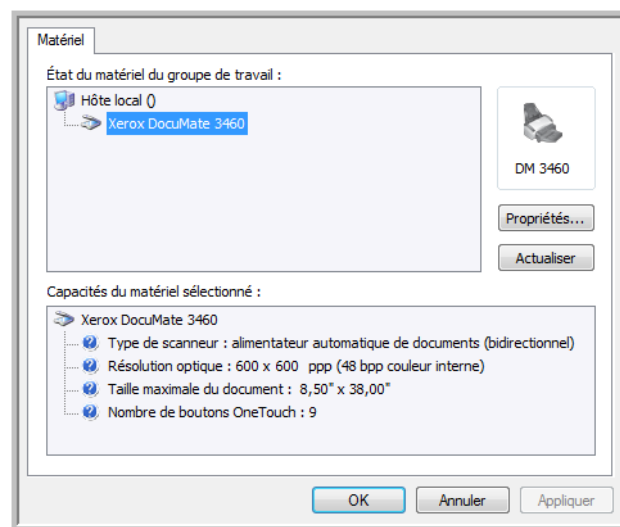 Matériel
État du matériel du groupe de travail :
Hôte local ()
Xerox DocuMate 3460
DM 3460
Propriétés...
Actualiser
Capacités du matériel sélectionné :
Xerox DocuMate 3460
Type de scanneur : alimentateur automatique de documents (bidirectionnel)
Résolution optique : 600 x 600 ppp (48 bpp couleur interne)
Taille maximale du document : 8,50" x 38,00"
Nombre de boutons OneTouch : 9
OK Annuler Appliquer